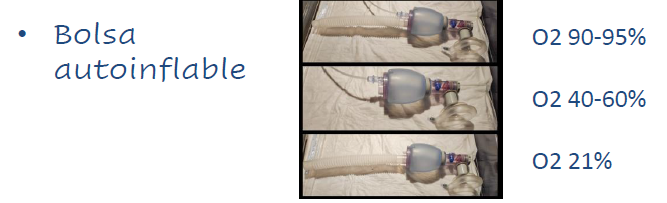 • Bolsa
autoinflable
O2 90-95%
O2 40-60%
O2 21%